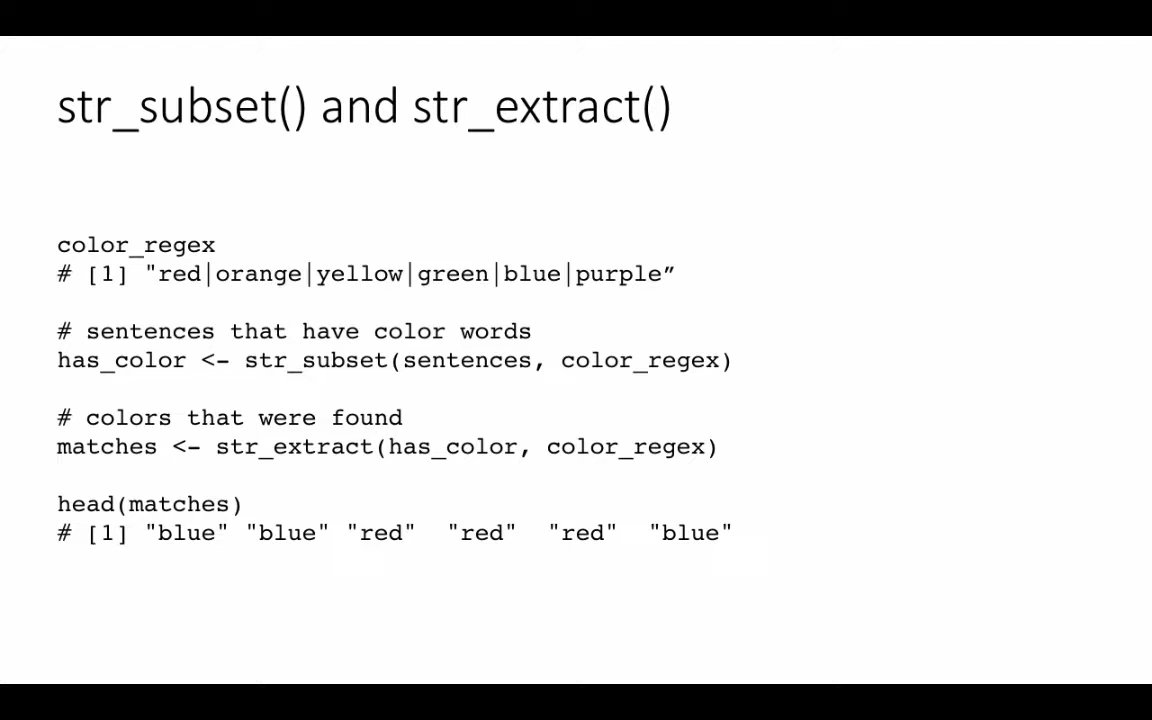 str_subset() and str_extract()
color_regex
# [1] "red|orange|yellow|green|blue|purple”
# sentences that have color words
has_color <- str_subset(sentences, color_regex)
# colors that were found
matches <- str_extract(has_color, color_regex)
head(matches)
# [1] "blue" "blue" "red"  "red"  "red"  "blue"